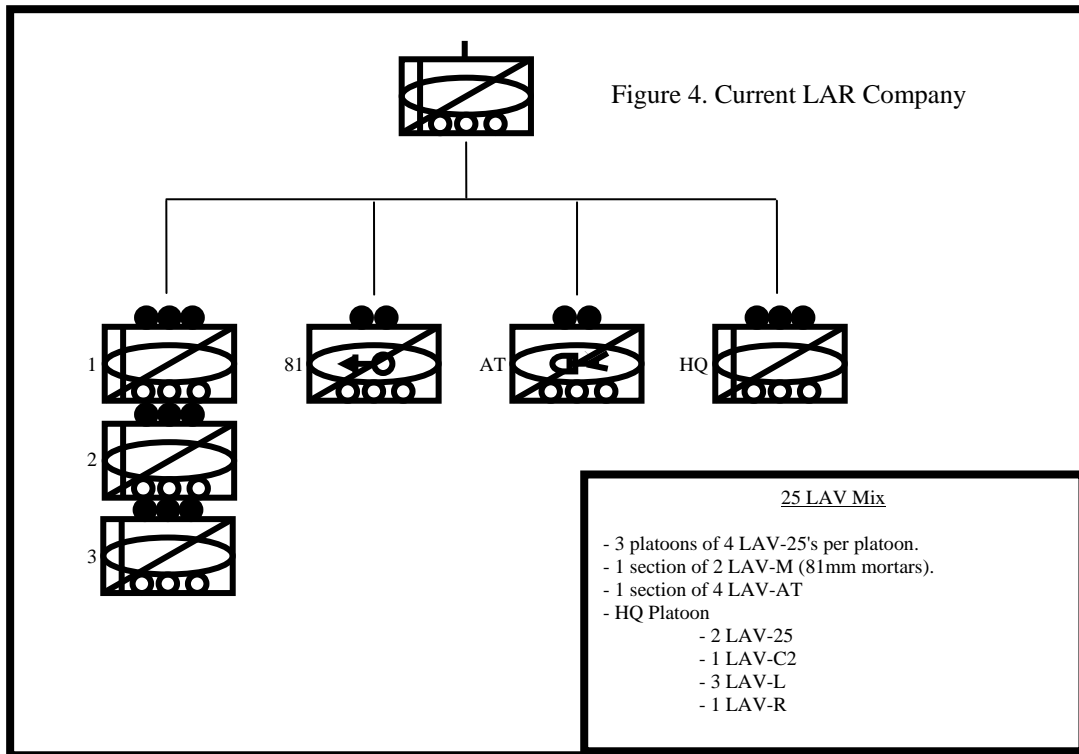 Figure 4. Current LAR Company
1
81
AT
HQ
2
3
25 LAV Mix
- 3 platoons of 4 LAV-25's per platoon.
- 1 section of 2 LAV-M (81mm mortars).
- 1 section of 4 LAV-AT
- HQ Platoon
- 2 LAV-25
- 1 LAV-C2
- 3 LAV-L
- 1 LAV-R